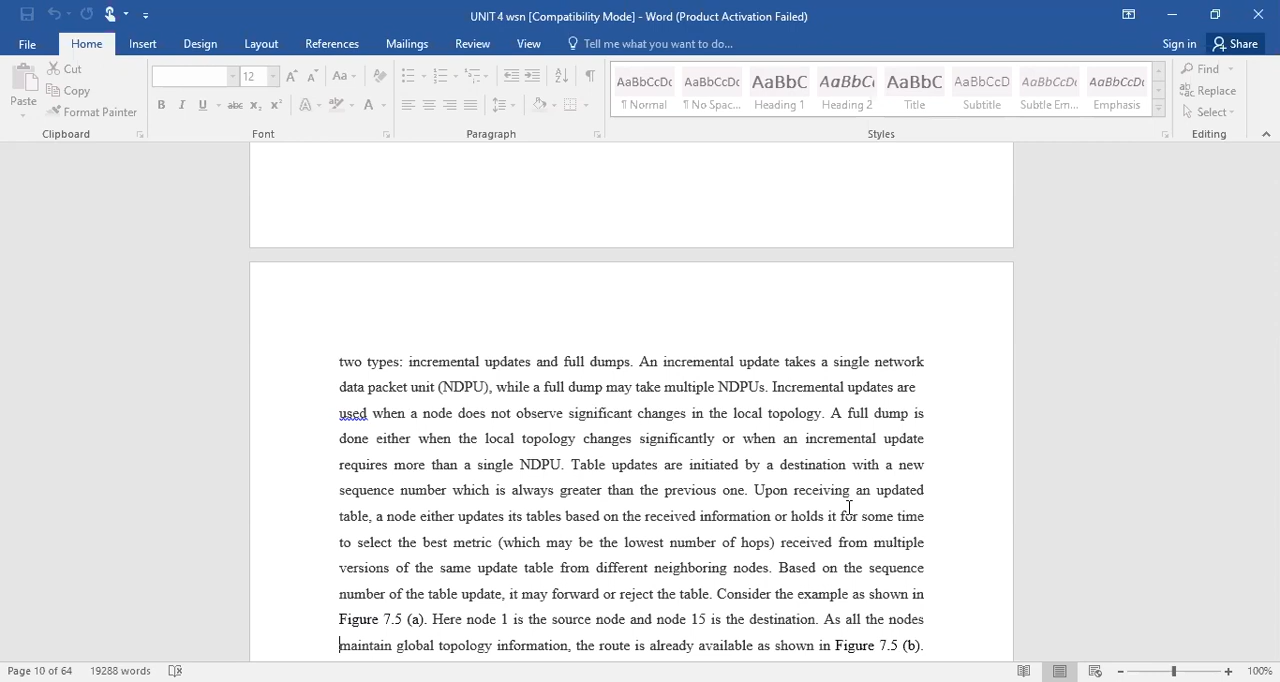 UNIT 4 wsn [Compatibility Mode] - Word (Product Activation Failed)
File Home Insert Design Layout References Mailings Review View Tell me what you want to do... Sign in Share
Paste Cut Copy Format Painter
Clipboard
12 A A Aa
B I U abc x₂ x² A A
Font
Paragraph
AaBbCcDc AaBbCcDc AaBbC AaBbCc AaBbC AaBbCcD AaBbCcDc AaBbCcDc
¶ Normal ¶ No Spac... Heading 1 Heading 2 Title Subtitle Subtle Em... Emphasis
Styles
Find
Replace
Select
Editing
two types: incremental updates and full dumps. An incremental update takes a single network
data packet unit (NDPU), while a full dump may take multiple NDPUs. Incremental updates are
used when a node does not observe significant changes in the local topology. A full dump is
done either when the local topology changes significantly or when an incremental update
requires more than a single NDPU. Table updates are initiated by a destination with a new
sequence number which is always greater than the previous one. Upon receiving an updated
table, a node either updates its tables based on the received information or holds it for some time
to select the best metric (which may be the lowest number of hops) received from multiple
versions of the same update table from different neighboring nodes. Based on the sequence
number of the table update, it may forward or reject the table. Consider the example as shown in
Figure 7.5 (a). Here node 1 is the source node and node 15 is the destination. As all the nodes
maintain global topology information, the route is already available as shown in Figure 7.5 (b).
Page 10 of 64 19288 words 100%